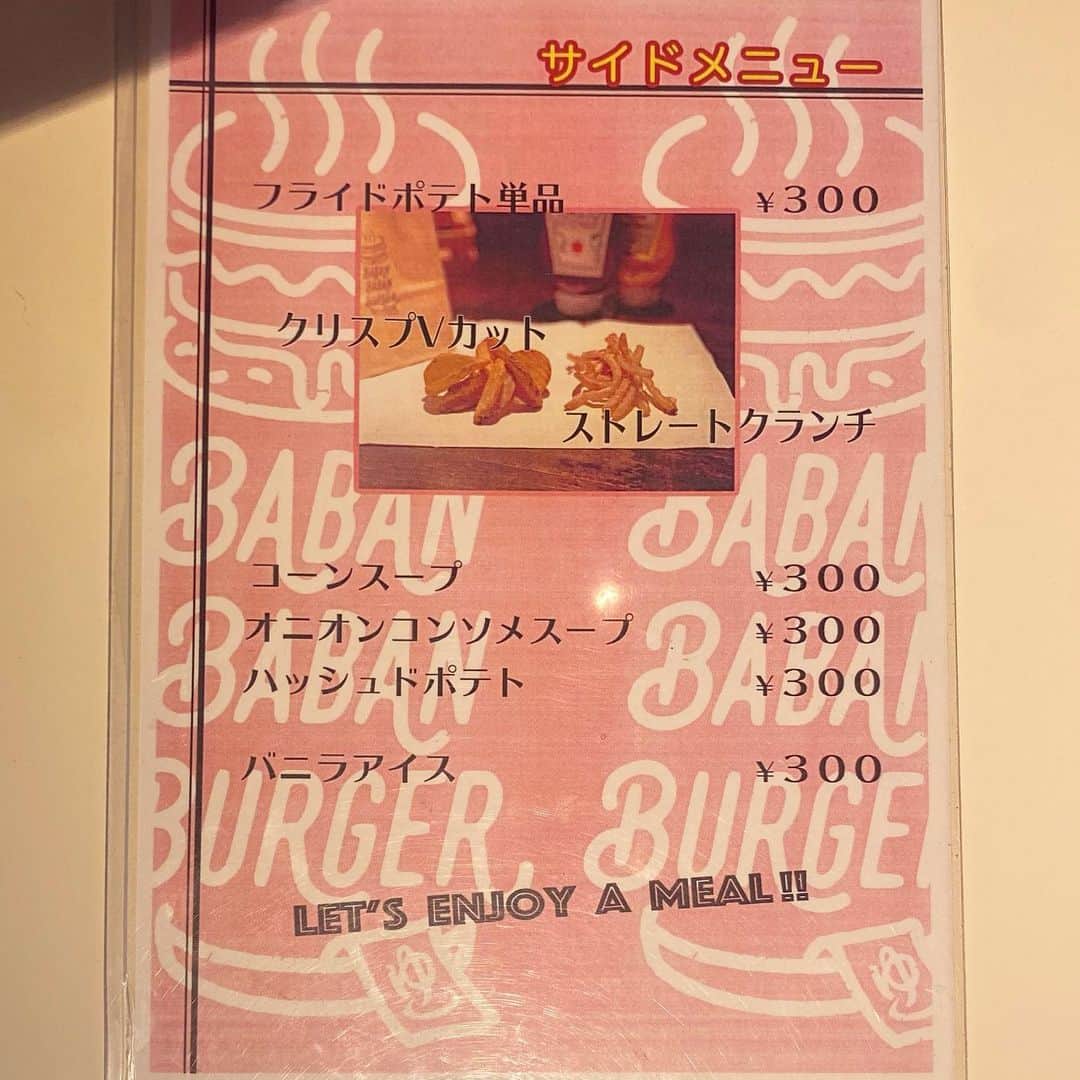 サイドメニュー
フライドポテト単品 ¥300
クリスプVカット
ストレートクランチ
BABAN BABAN
コーンスープ ¥300
オニオンコンソメスープ ¥300
BABAN BABAN
ハッシュドポテト ¥300
バニラアイス ¥300
BURGER, BURGER
LET'S ENJOY A MEAL!!
ゆ ゆ